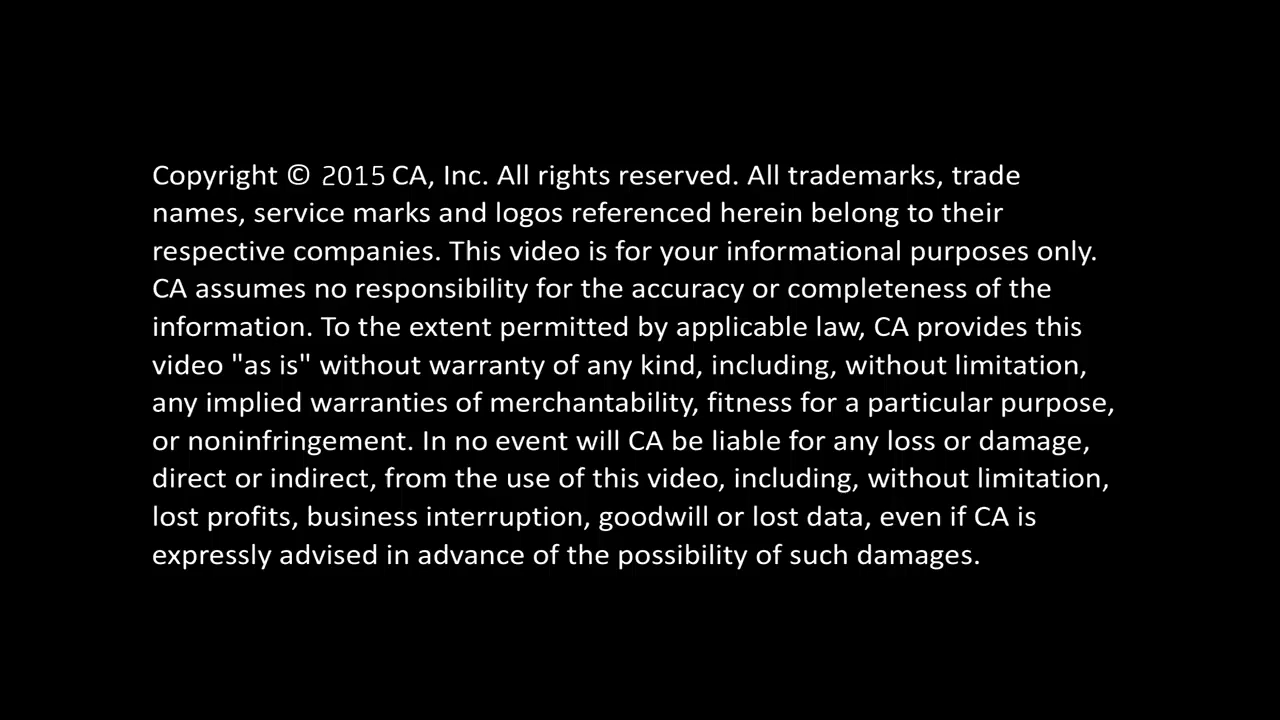 Copyright © 2015 CA, Inc. All rights reserved. All trademarks, trade
names, service marks and logos referenced herein belong to their
respective companies. This video is for your informational purposes only.
CA assumes no responsibility for the accuracy or completeness of the
information. To the extent permitted by applicable law, CA provides this
video "as is" without warranty of any kind, including, without limitation,
any implied warranties of merchantability, fitness for a particular purpose,
or noninfringement. In no event will CA be liable for any loss or damage,
direct or indirect, from the use of this video, including, without limitation,
lost profits, business interruption, goodwill or lost data, even if CA is
expressly advised in advance of the possibility of such damages.